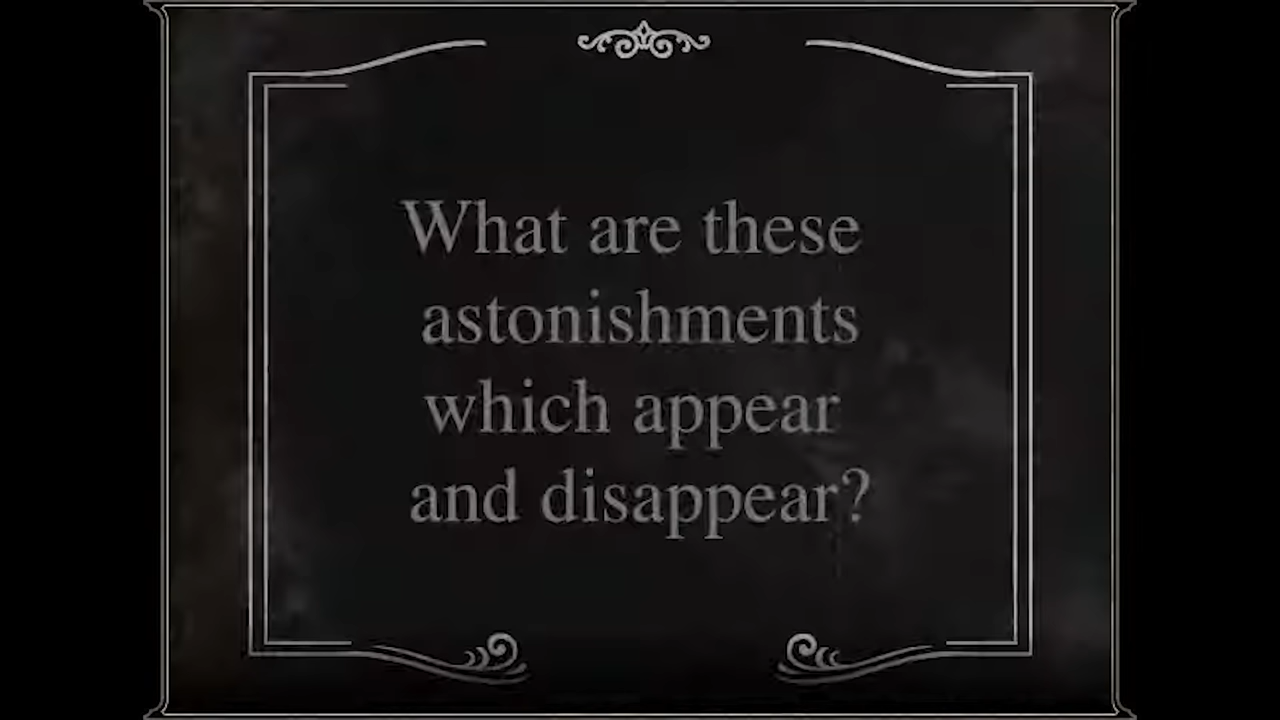 What are these
astonishments
which appear
and disappear?